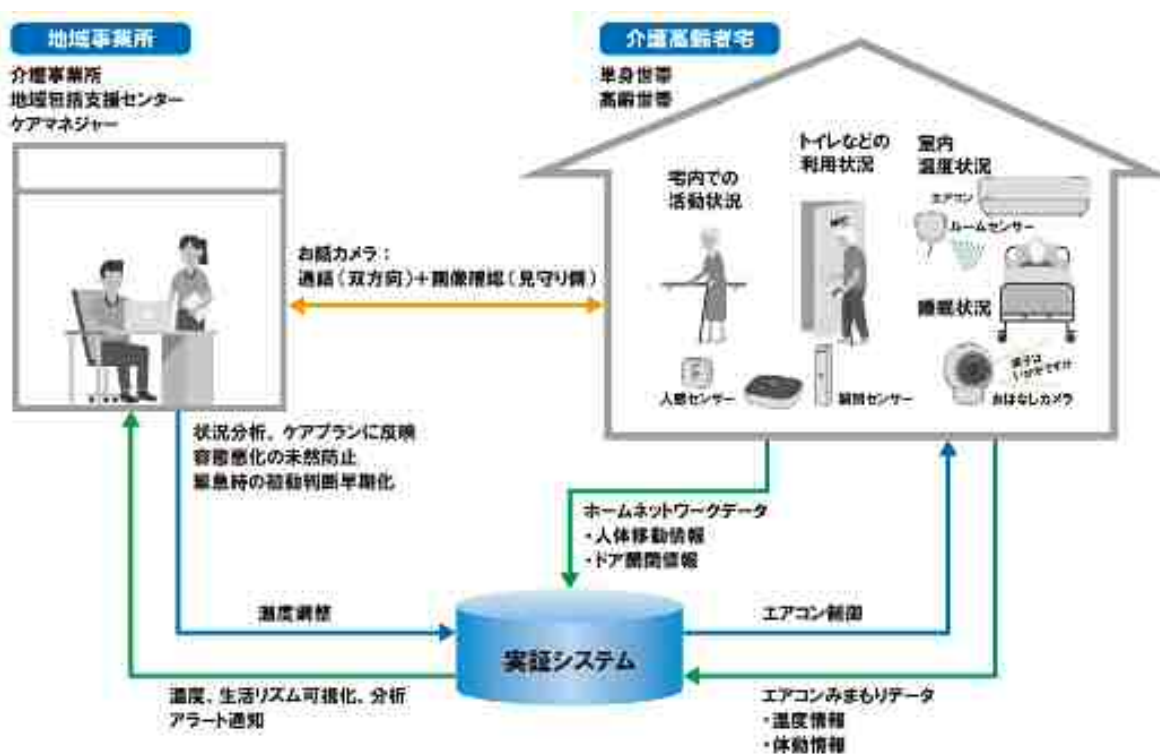 地域事業所
介護事業所
地域包括支援センター
ケアマネジャー
介護高齢者宅
単身世帯
高齢世帯
宅内での
活動状況
トイレなどの
利用状況
室内
温度状況
エアコン
ルームセンサー
睡眠状況
人感センサー
開閉センサー
様子は
いかがですか
おはなしカメラ
お話カメラ：
通話（双方向）＋画像確認（見守り側）
状況分析、ケアプランに反映
容態悪化の未然防止
緊急時の初動判断早期化
ホームネットワークデータ
・人体移動情報
・ドア開閉情報
温度調整
エアコン制御
実証システム
温度、生活リズム可視化、分析
アラート通知
エアコンみまもりデータ
・温度情報
・体動情報